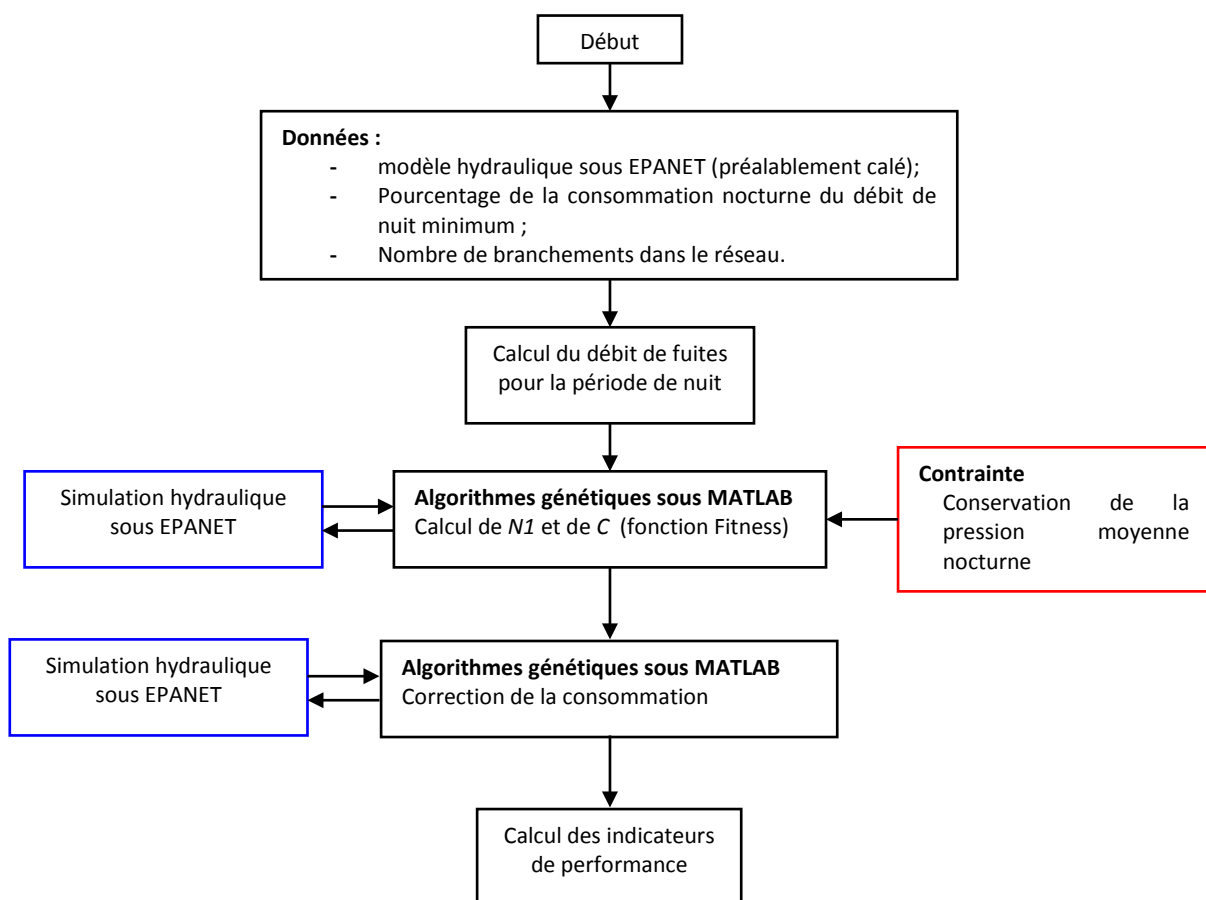 Début
Données :
- modèle hydraulique sous EPANET (préalablement calé);
- Pourcentage de la consommation nocturne du débit de
nuit minimum ;
- Nombre de branchements dans le réseau.
Calcul du débit de fuites
pour la période de nuit
Simulation hydraulique
sous EPANET
Algorithmes génétiques sous MATLAB
Calcul de N1 et de C (fonction Fitness)
Contrainte
Conservation de la
pression moyenne
nocturne
Simulation hydraulique
sous EPANET
Algorithmes génétiques sous MATLAB
Correction de la consommation
Calcul des indicateurs
de performance